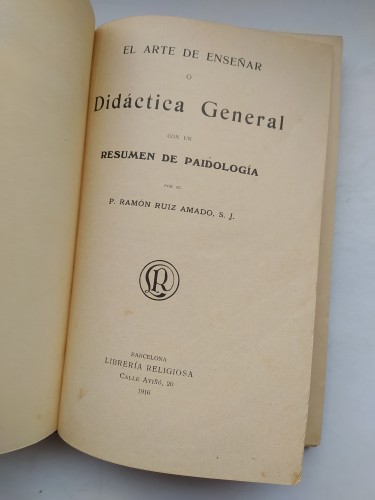 EL ARTE DE ENSEÑAR
O
Didáctica General
CON UN
RESUMEN DE PAIDOLOGÍA
POR EL
P. RAMÓN RUIZ AMADO, S. J.
LR
BARCELONA
LIBRERÍA RELIGIOSA
CALLE AVIÑÓ, 20
1916